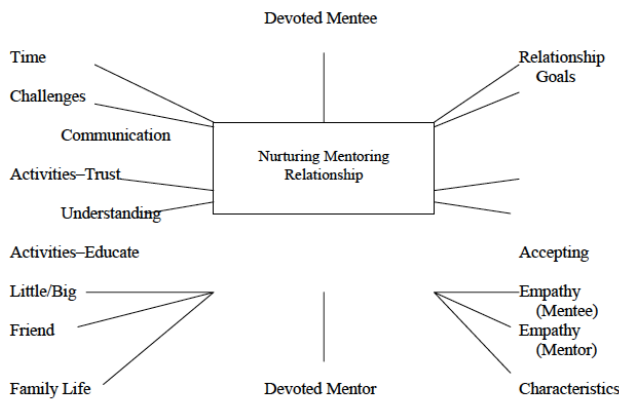 Devoted Mentee
Time
Relationship
Goals
Challenges
Communication
Nurturing Mentoring
Relationship
Activities–Trust
Understanding
Activities–Educate
Accepting
Little/Big
Empathy
(Mentee)
Friend
Empathy
(Mentor)
Family Life
Devoted Mentor
Characteristics